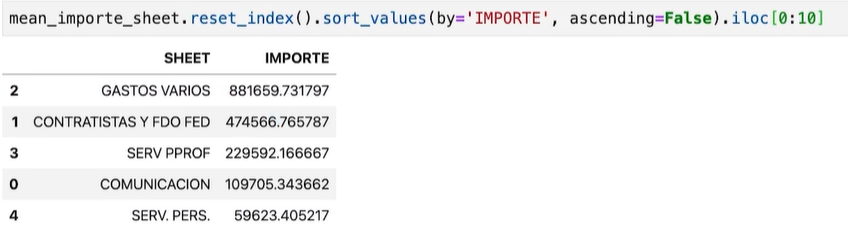 mean_importe_sheet.reset_index().sort_values(by='IMPORTE', ascending=False).iloc[0:10]
SHEET IMPORTE
2 GASTOS VARIOS 881659.731797
1 CONTRATISTAS Y FDO FED 474566.765787
3 SERV PPROF 229592.166667
0 COMUNICACION 109705.343662
4 SERV. PERS. 59623.405217